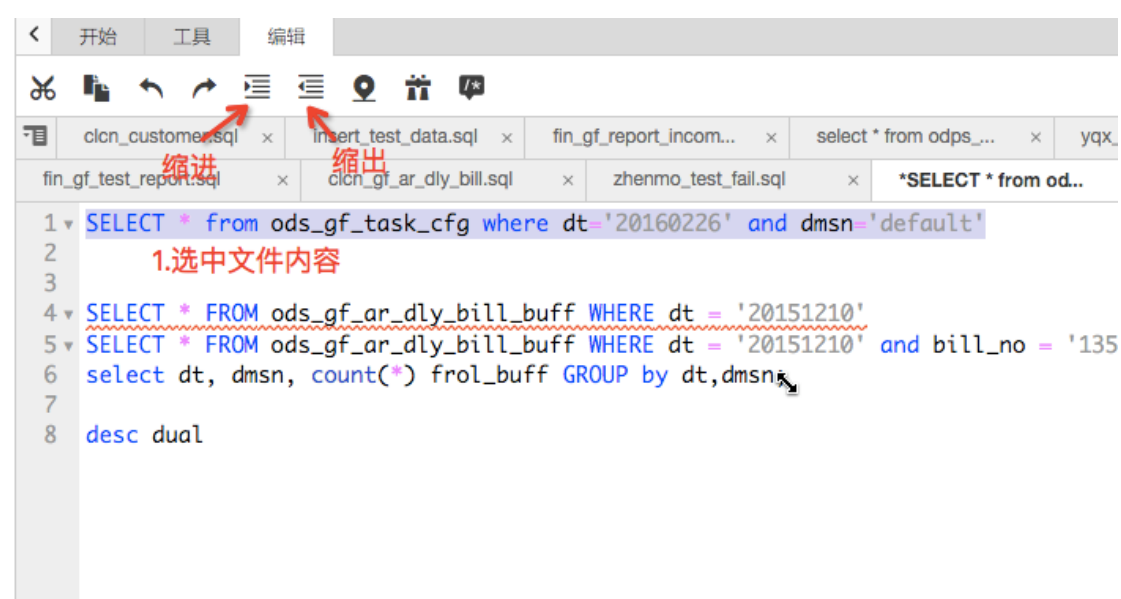 开始 工具 编辑
/*
clcn_customer.sql × insert_test_data.sql × fin_gf_report_incom... × select * from odps_... × yqx_
缩进 缩出
fin_gf_test_report.sql × clcn_gf_ar_dly_bill.sql × zhenmo_test_fail.sql × *SELECT * from od...
1 SELECT * from ods_gf_task_cfg where dt='20160226' and dmsn='default'
2 1.选中文件内容
3
4 SELECT * FROM ods_gf_ar_dly_bill_buff WHERE dt = '20151210'
5 SELECT * FROM ods_gf_ar_dly_bill_buff WHERE dt = '20151210' and bill_no = '135
6 select dt, dmsn, count(*) frol_buff GROUP by dt,dmsn;
7
8 desc dual